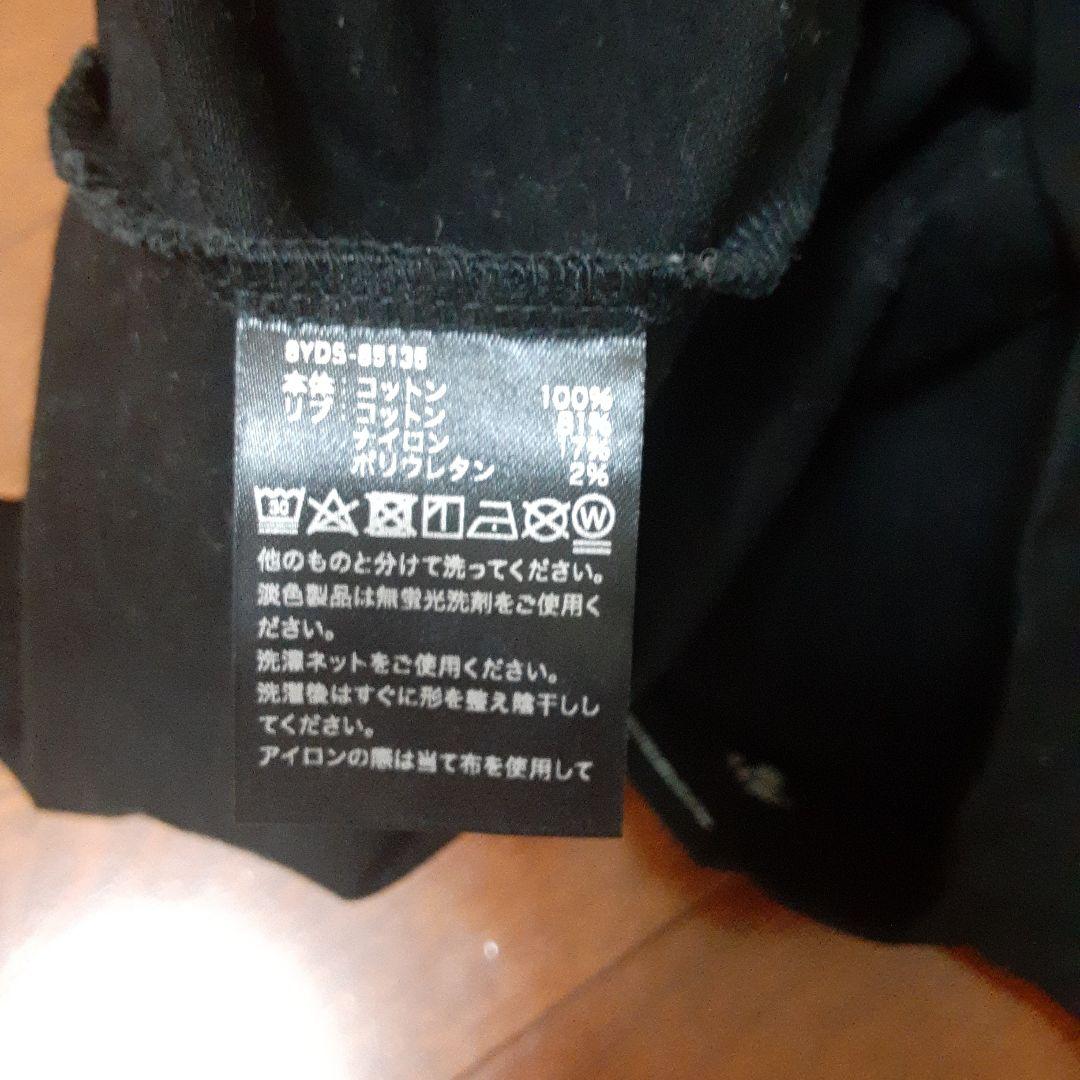 8YDS-85135
本体：コットン 100%
リブ：コットン 81%
ナイロン 17%
ポリウレタン 2%
30 W
他のものと分けて洗ってください。
淡色製品は無蛍光洗剤をご使用く
ださい。
洗濯ネットをご使用ください。
洗濯後はすぐに形を整え陰干しし
てください。
アイロンの際は当て布を使用して